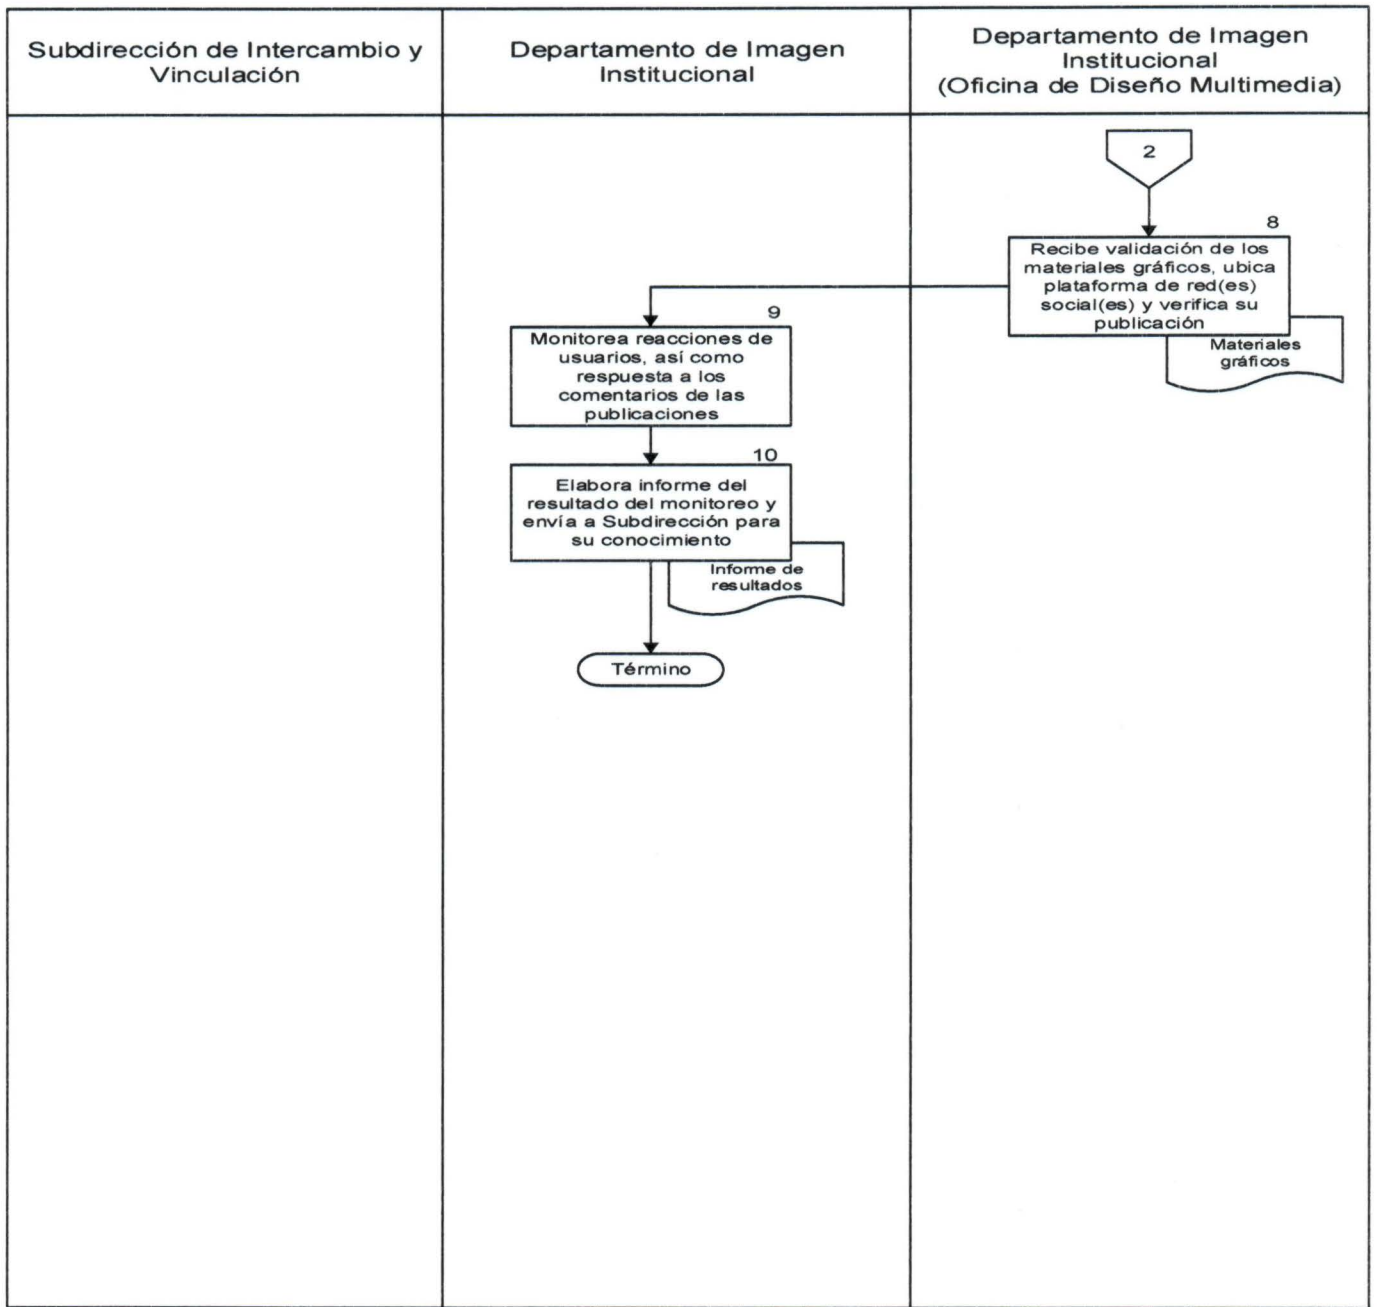 Subdirección de Intercambio y
Vinculación
Departamento de Imagen
Institucional
Departamento de Imagen
Institucional
(Oficina de Diseño Multimedia)
2
8
Recibe validación de los
materiales gráficos, ubica
plataforma de red(es)
social(es) y verifica su
publicación
Materiales
gráficos
9
Monitorea reacciones de
usuarios, así como
respuesta a los
comentarios de las
publicaciones
10
Elabora informe del
resultado del monitoreo y
envía a Subdirección para
su conocimiento
Informe de
resultados
Término